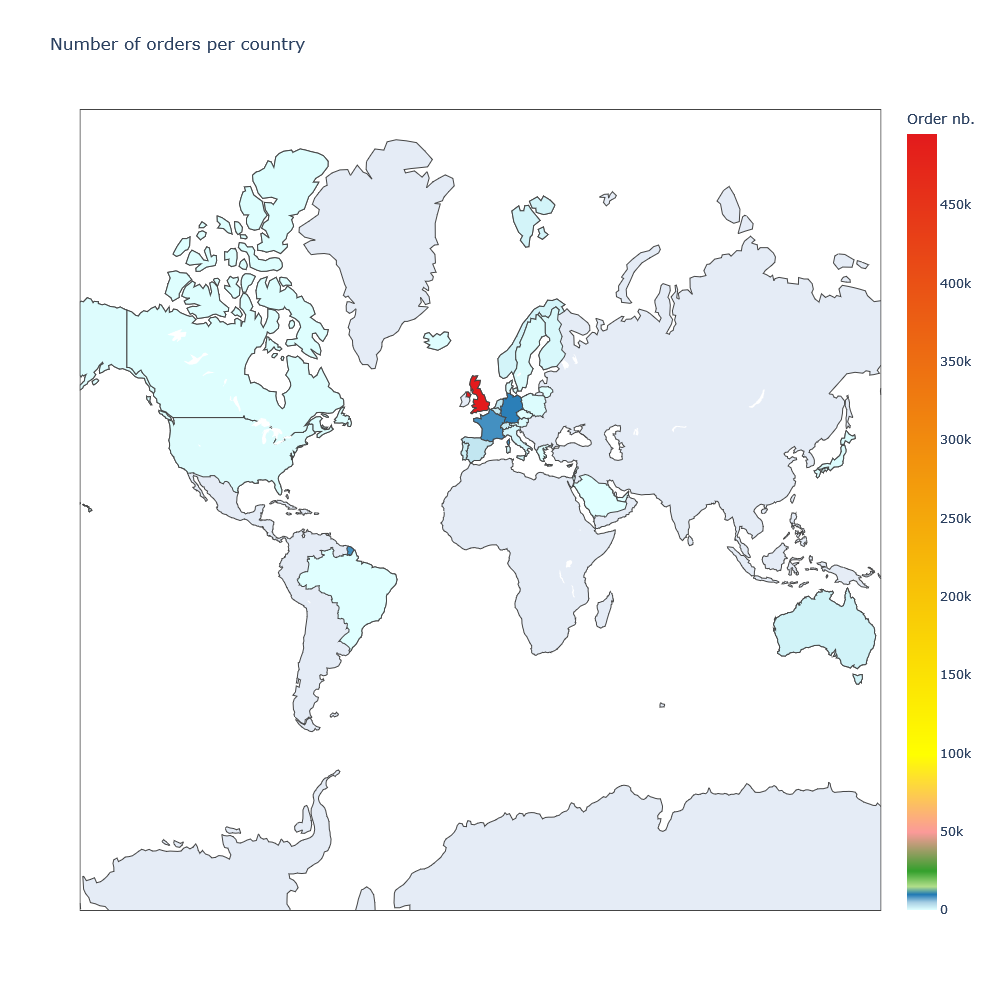 Number of orders per country
Order nb.
450k
400k
350k
300k
250k
200k
150k
100k
50k
0